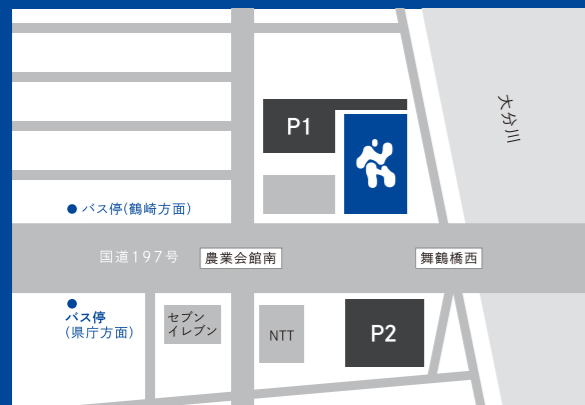 大分川
P1
バス停(鶴崎方面)
国道197号
農業会館南
舞鶴橋西
バス停
(県庁方面)
セブン
イレブン
NTT
P2